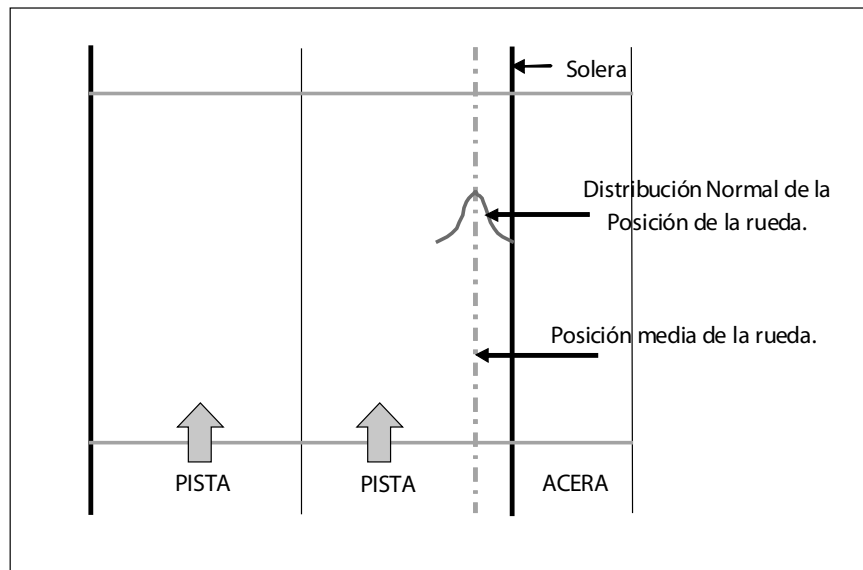 Solera
Distribución Normal de la
Posición de la rueda.
Posición media de la rueda.
PISTA
PISTA
ACERA